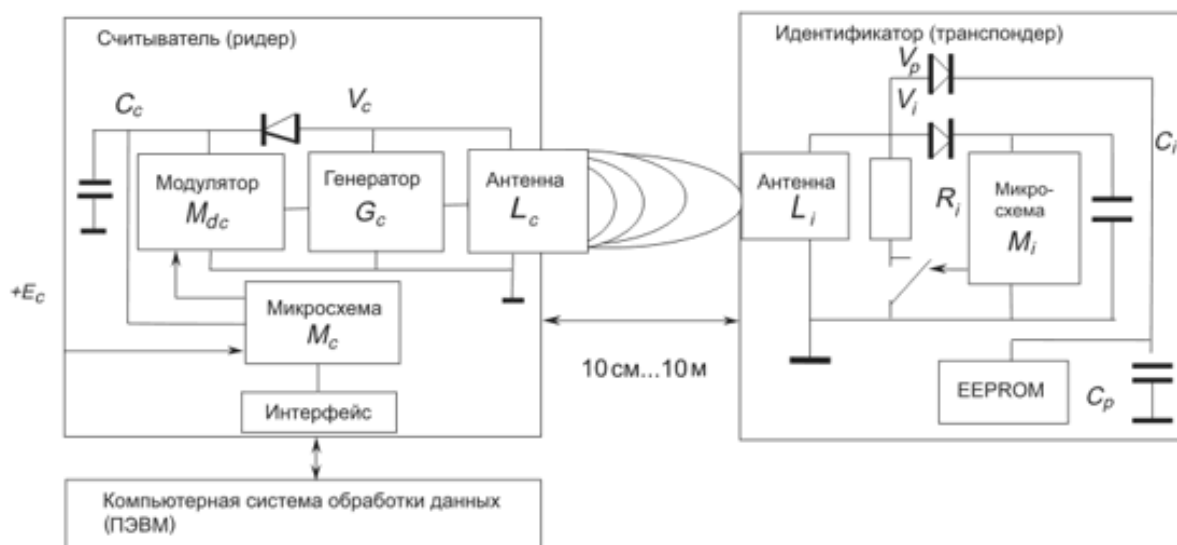 Считыватель (ридер)
Идентификатор (транспондер)
V_p
C_c
V_c
V_i
C_i
Модулятор
M_dc
Генератор
G_c
Антенна
L_c
Антенна
L_i
R_i
Микро-
схема
M_i
+E_c
Микросхема
M_c
10 см...10 м
EEPROM
C_p
Интерфейс
Компьютерная система обработки данных
(ПЭВМ)